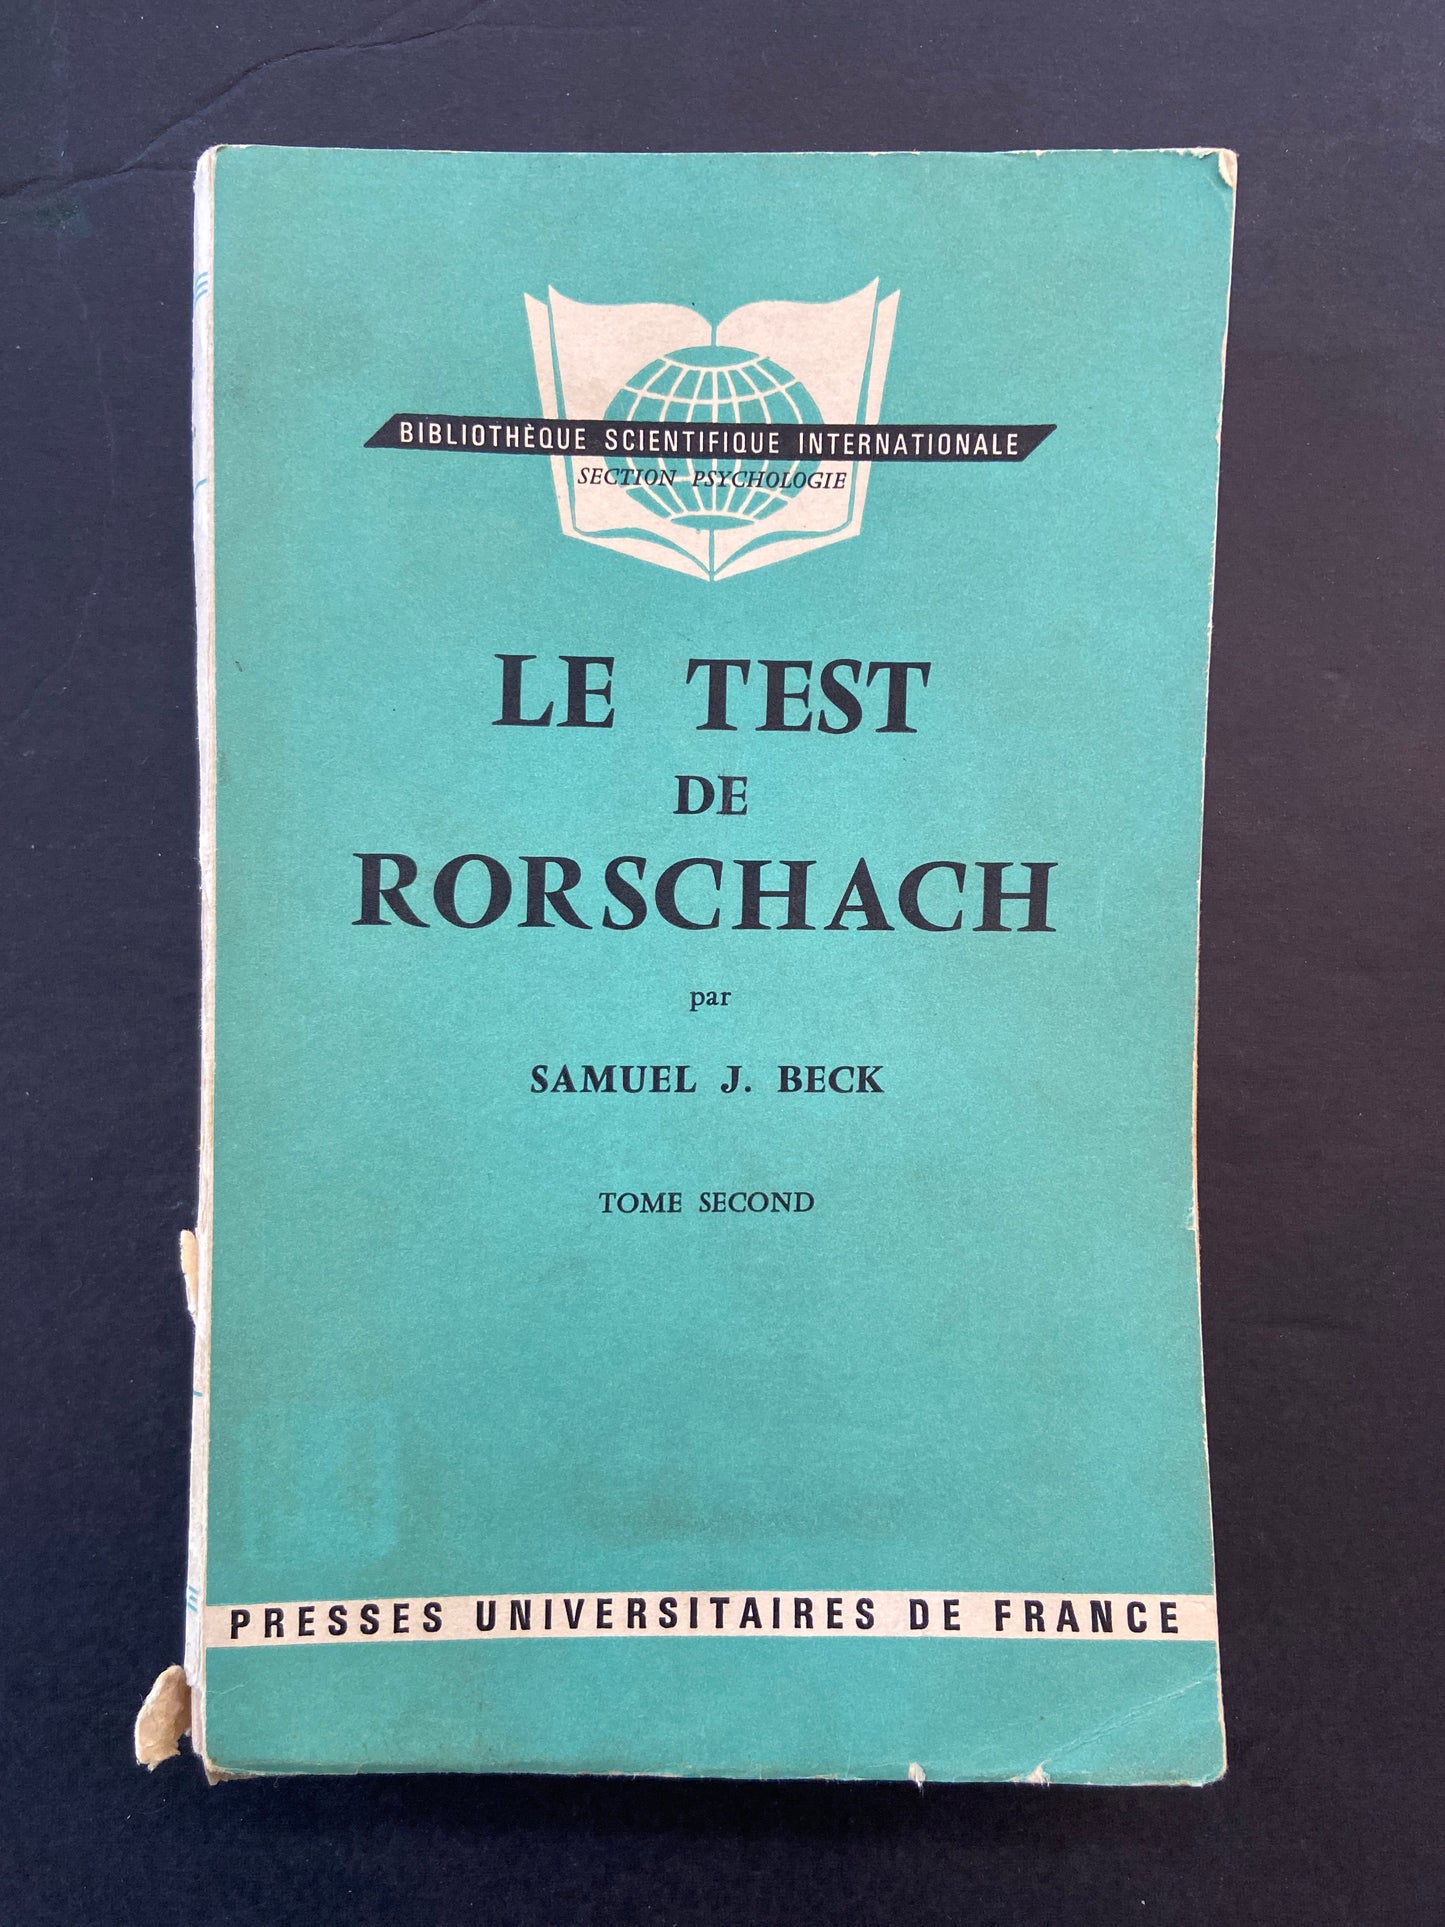 BIBLIOTHÈQUE SCIENTIFIQUE INTERNATIONALE
SECTION PSYCHOLOGIE
LE TEST
DE
RORSCHACH
par
SAMUEL J. BECK
TOME SECOND
PRESSES UNIVERSITAIRES DE FRANCE